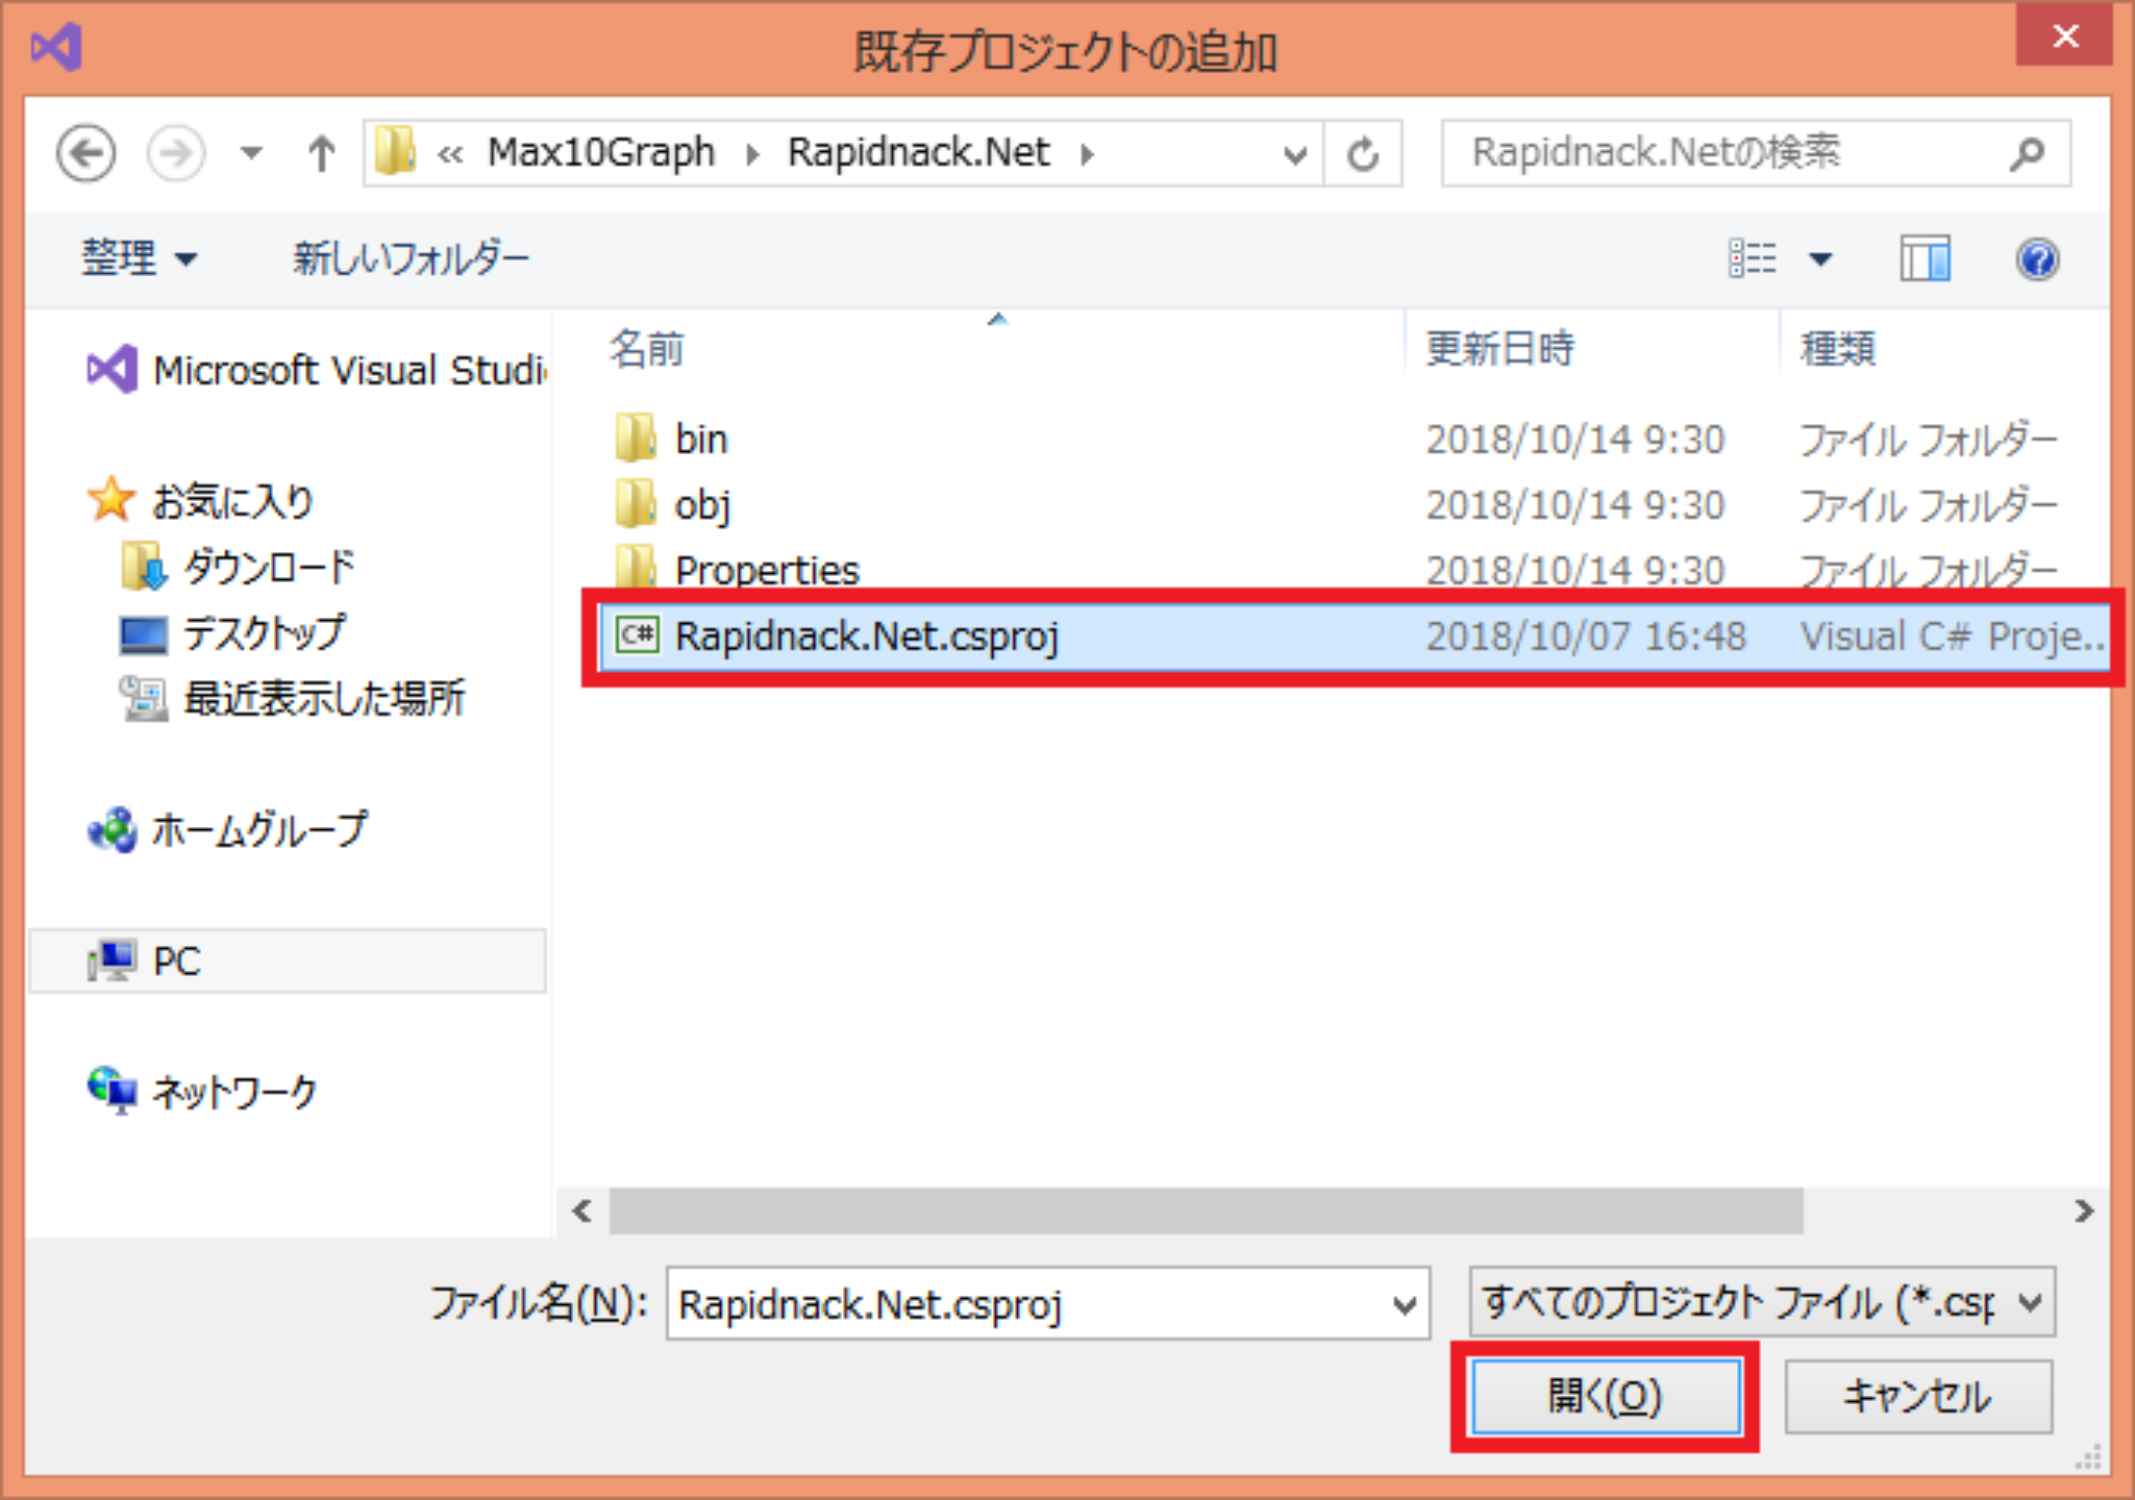 既存プロジェクトの追加
« Max10Graph Rapidnack.Net
Rapidnack.Netの検索
整理 新しいフォルダー
Microsoft Visual Studi
お気に入り
ダウンロード
デスクトップ
最近表示した場所
ホームグループ
PC
ネットワーク
名前 更新日時 種類
bin 2018/10/14 9:30 ファイル フォルダー
obj 2018/10/14 9:30 ファイル フォルダー
Properties 2018/10/14 9:30 ファイル フォルダー
C# Rapidnack.Net.csproj 2018/10/07 16:48 Visual C# Proje...
ファイル名(N): Rapidnack.Net.csproj すべてのプロジェクト ファイル (*.csp
開く(O) キャンセル